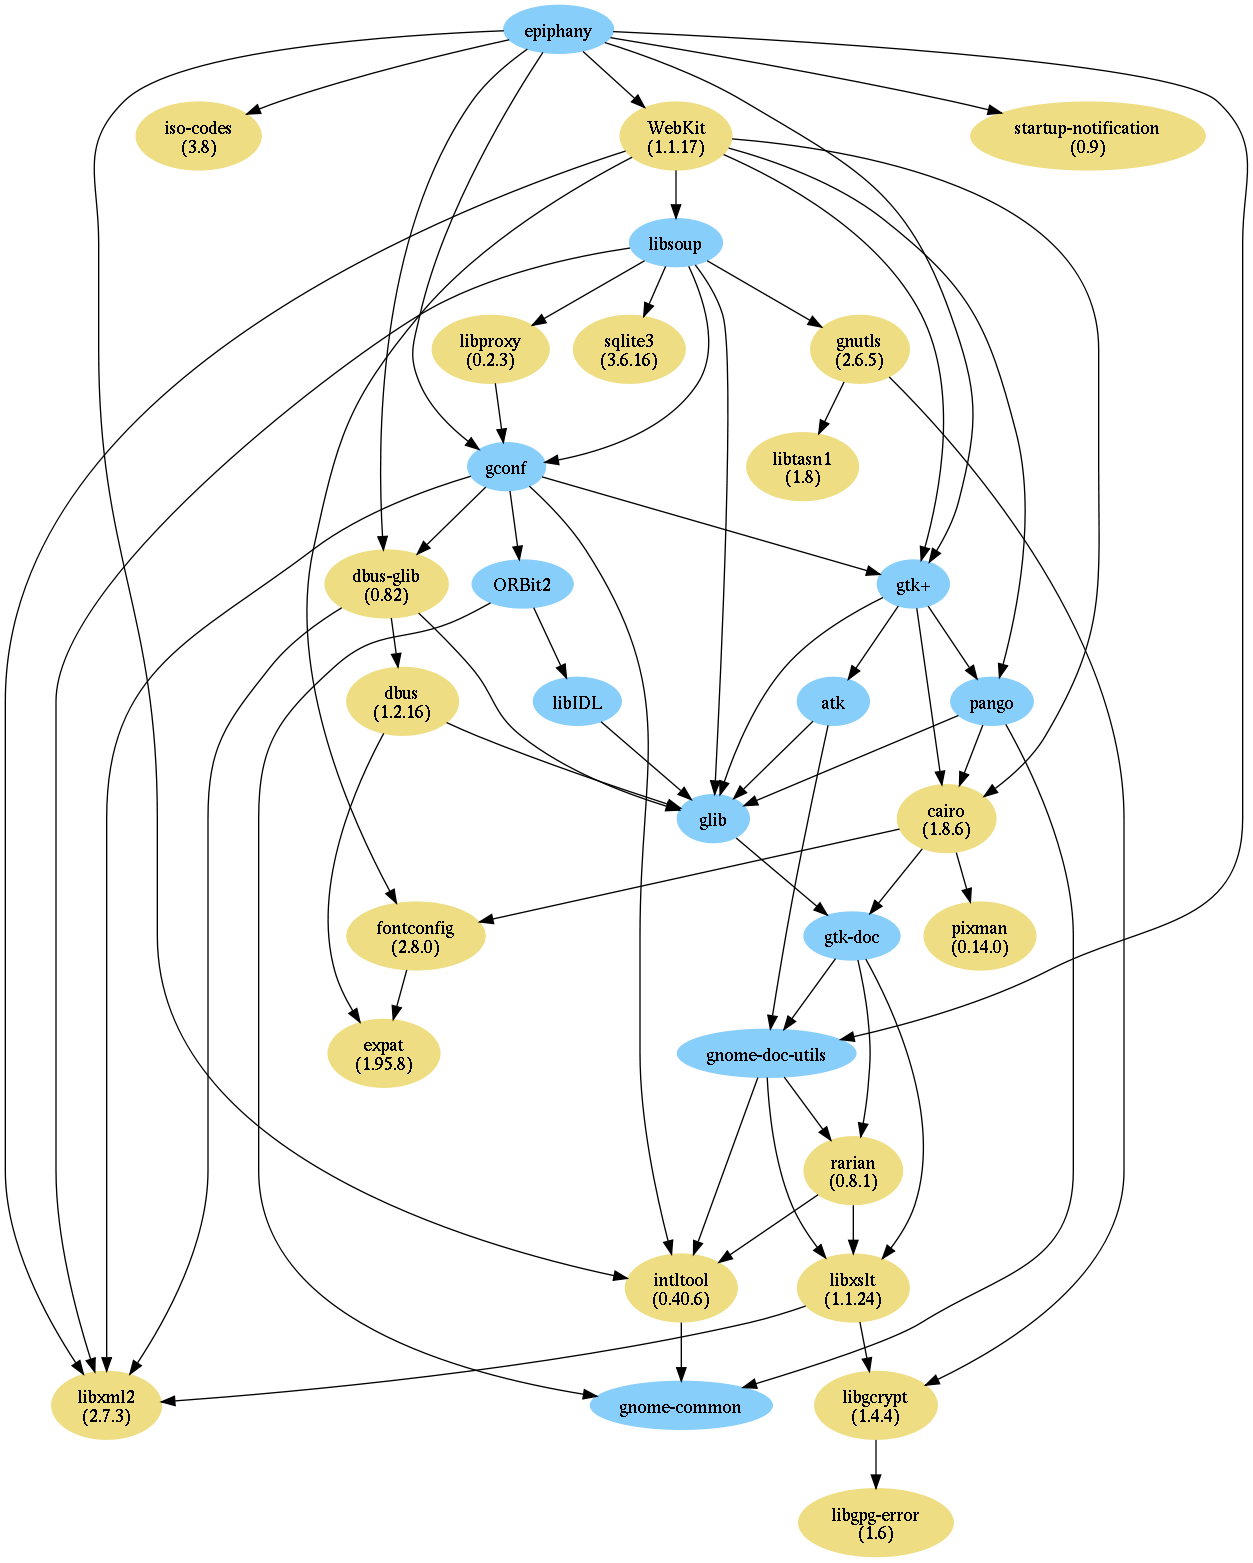 epiphany
iso-codes
(3.8)
WebKit
(1.1.17)
startup-notification
(0.9)
libsoup
libproxy
(0.2.3)
sqlite3
(3.6.16)
gnutls
(2.6.5)
gconf
libtasn1
(1.8)
dbus-glib
(0.82)
ORBit2
gtk+
dbus
(1.2.16)
libIDL
atk
pango
glib
cairo
(1.8.6)
fontconfig
(2.8.0)
gtk-doc
pixman
(0.14.0)
expat
(1.95.8)
gnome-doc-utils
rarian
(0.8.1)
intltool
(0.40.6)
libxslt
(1.1.24)
libxml2
(2.7.3)
gnome-common
libgcrypt
(1.4.4)
libgpg-error
(1.6)